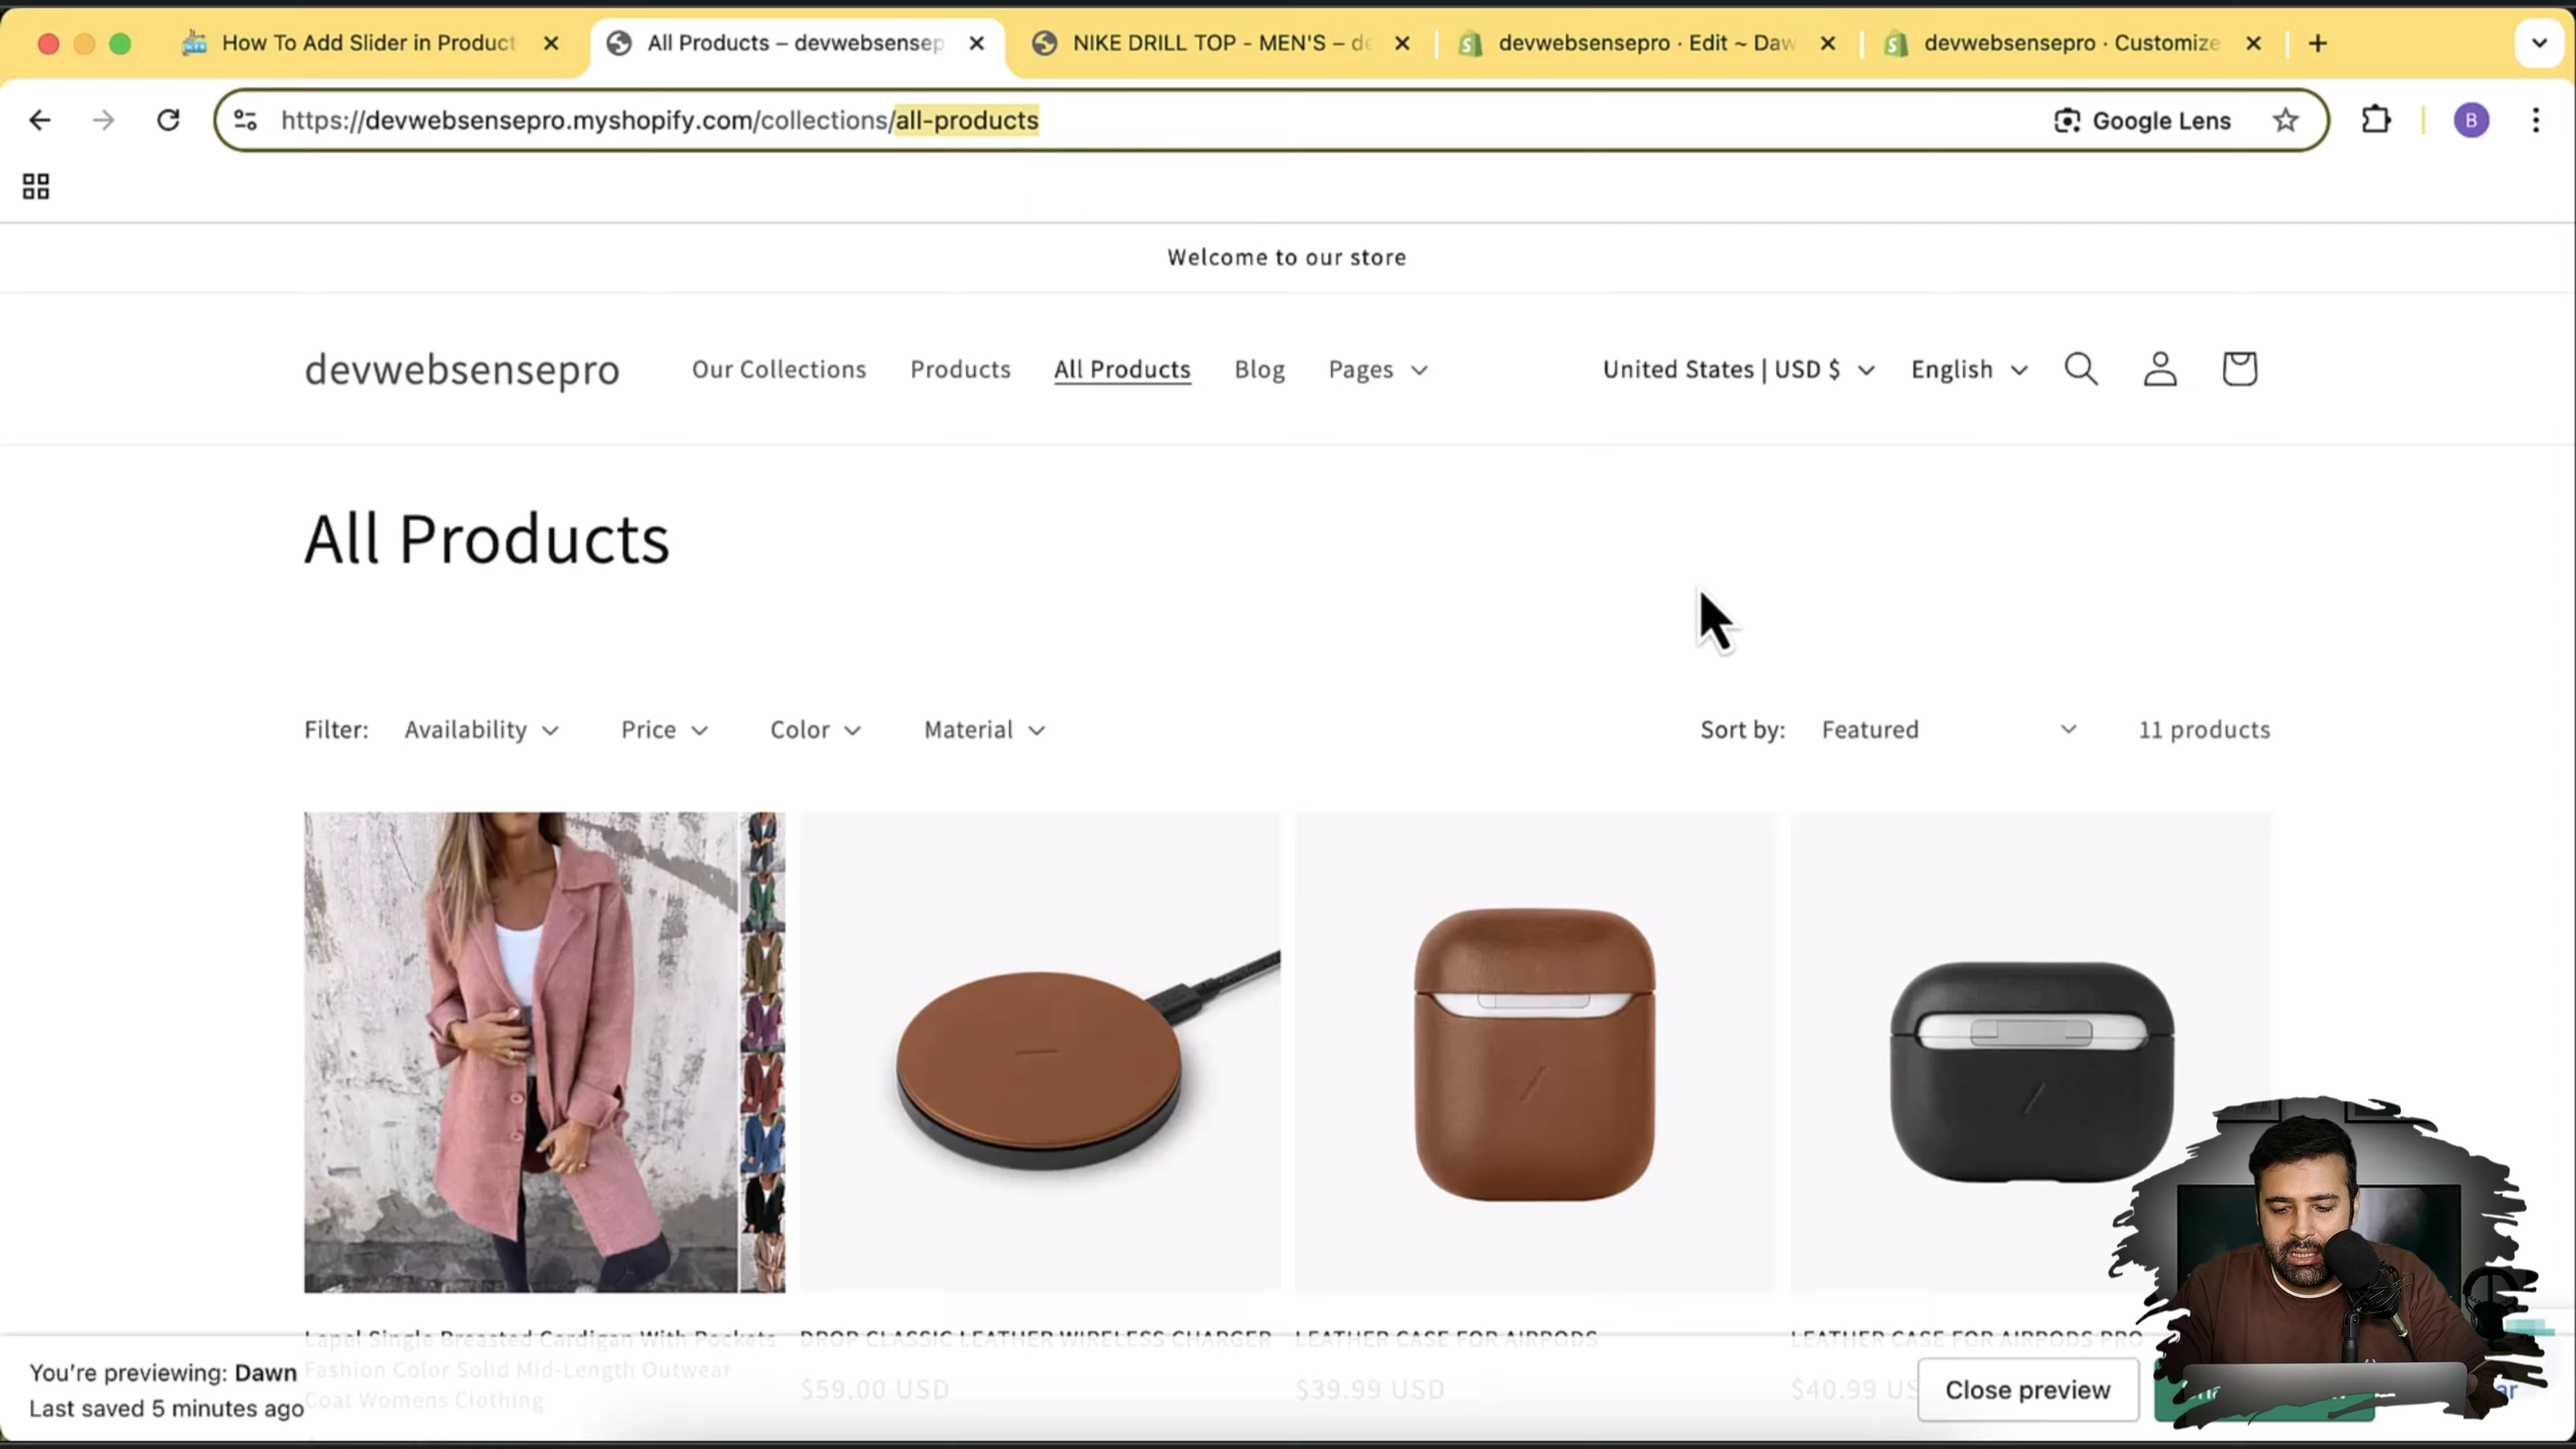 How To Add Slider in Product
All Products – devwebsensep
NIKE DRILL TOP - MEN'S – de
devwebsensepro · Edit ~ Daw
devwebsensepro · Customize
https://devwebsensepro.myshopify.com/collections/all-products
Google Lens
B
Welcome to our store
devwebsensepro
Our Collections
Products
All Products
Blog
Pages
United States | USD $
English
All Products
Filter:
Availability
Price
Color
Material
Sort by:
Featured
11 products
Lapel Single Breasted Cardigan With Pockets
Fashion Color Solid Mid-Length Outwear
Coat Womens Clothing
DROP CLASSIC LEATHER WIRELESS CHARGER
$59.00 USD
LEATHER CASE FOR AIRPODS
$39.99 USD
LEATHER CASE FOR AIRPODS PRO
$40.99 US
You're previewing: Dawn
Last saved 5 minutes ago
Close preview